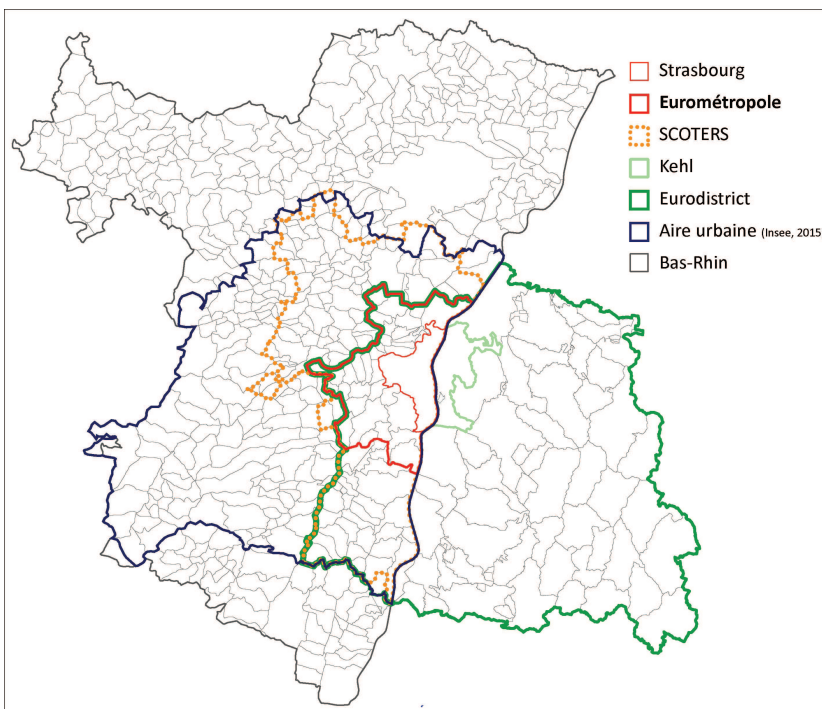 Strasbourg
Eurométropole
SCOTERS
Kehl
Eurodistrict
Aire urbaine (Insee, 2015
Bas-Rhin